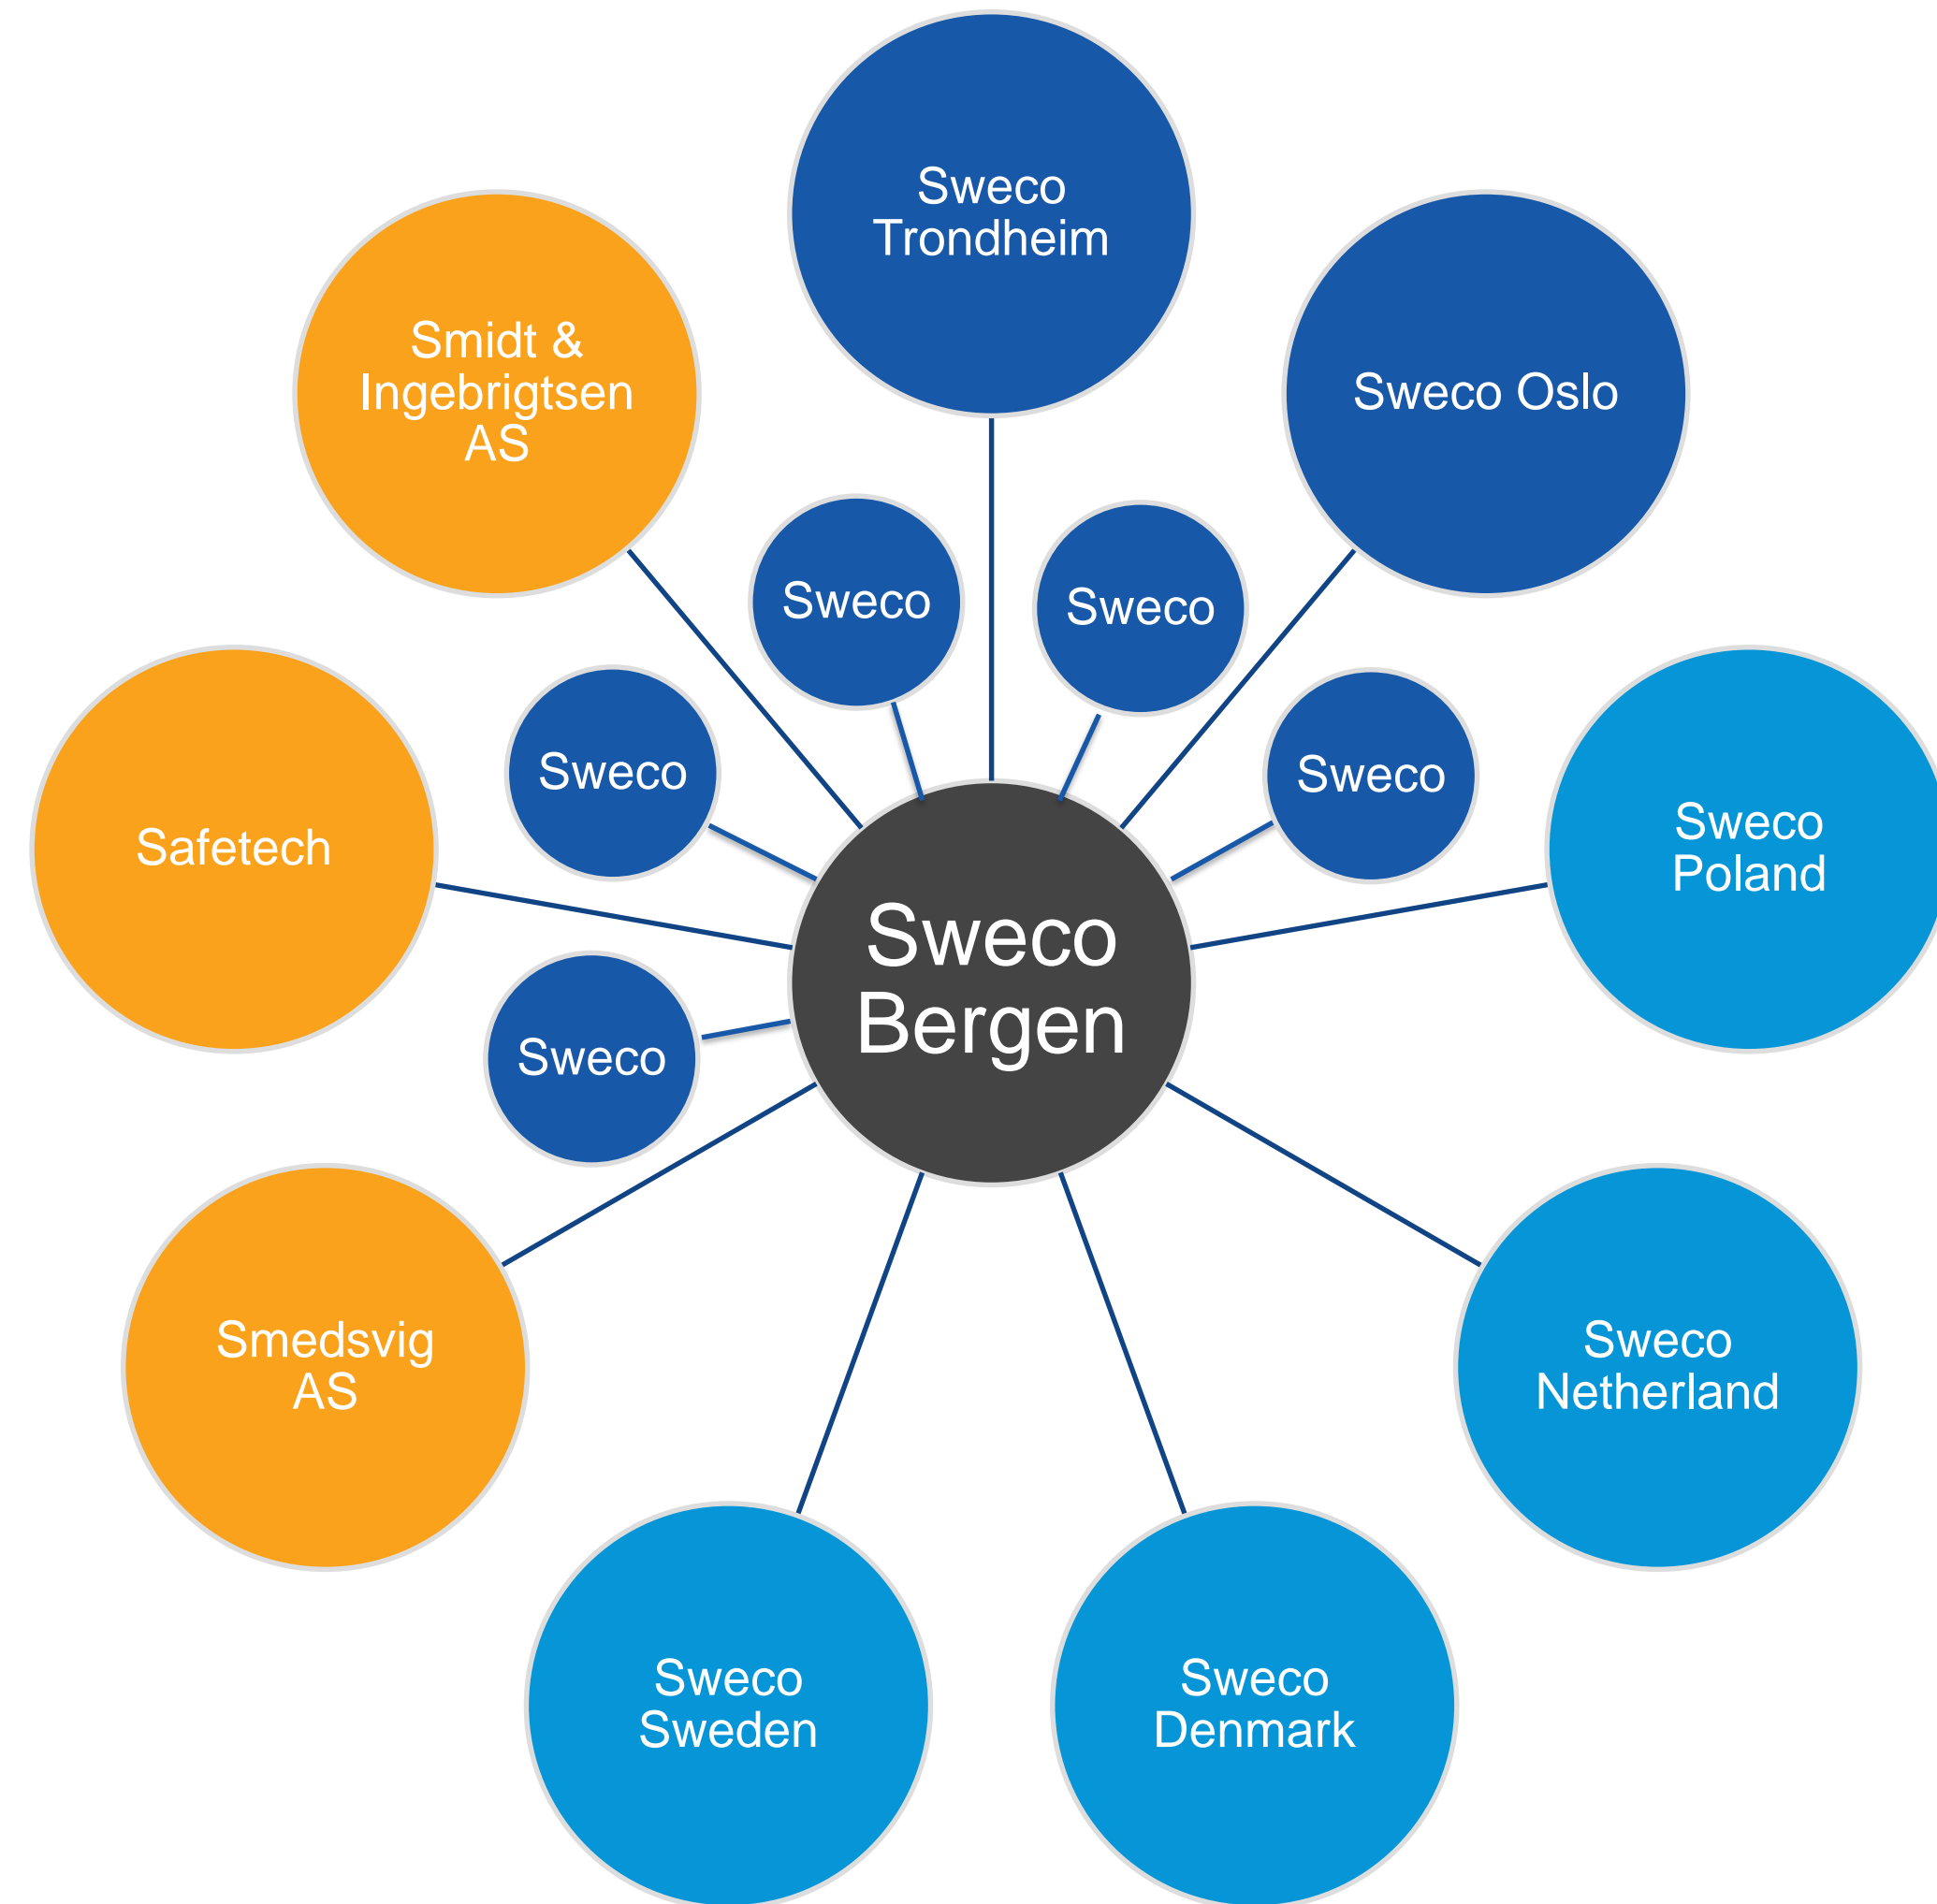 Sweco
Trondheim
Smidt &
Ingebrigtsen
AS
Sweco Oslo
Sweco
Sweco
Sweco
Sweco
Safetech
Sweco
Poland
Sweco
Bergen
Sweco
Smedsvig
AS
Sweco
Netherland
Sweco
Sweden
Sweco
Denmark